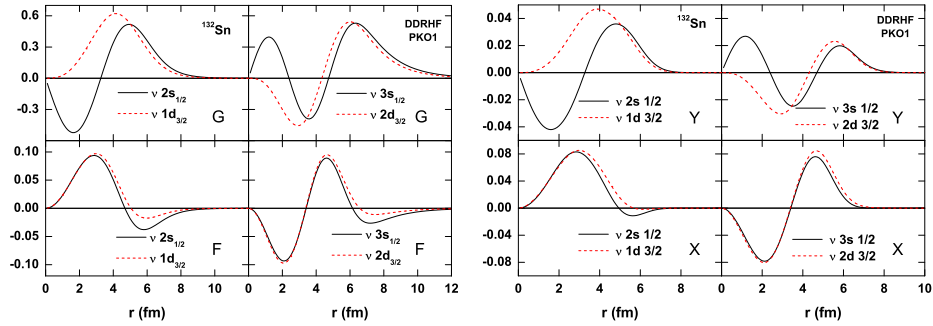 0.6
0.3
0.0
-0.3
¹³²Sn
ν 2s₁/₂
ν 1d₃/₂
G
DDRHF
PKO1
ν 3s₁/₂
ν 2d₃/₂
G
0.10
0.05
0.00
-0.05
-0.10
ν 2s₁/₂
ν 1d₃/₂
F
ν 3s₁/₂
ν 2d₃/₂
F
0 2 4 6 8 10 0 2 4 6 8 10 12
r (fm) r (fm)
0.04
0.02
0.00
-0.02
-0.04
¹³²Sn
ν 2s 1/2
ν 1d 3/2
Y
DDRHF
PKO1
ν 3s 1/2
ν 2d 3/2
Y
0.08
0.04
0.00
-0.04
-0.08
ν 2s 1/2
ν 1d 3/2
X
ν 3s 1/2
ν 2d 3/2
X
0 2 4 6 8 10 0 2 4 6 8 10 12
r (fm) r (fm)